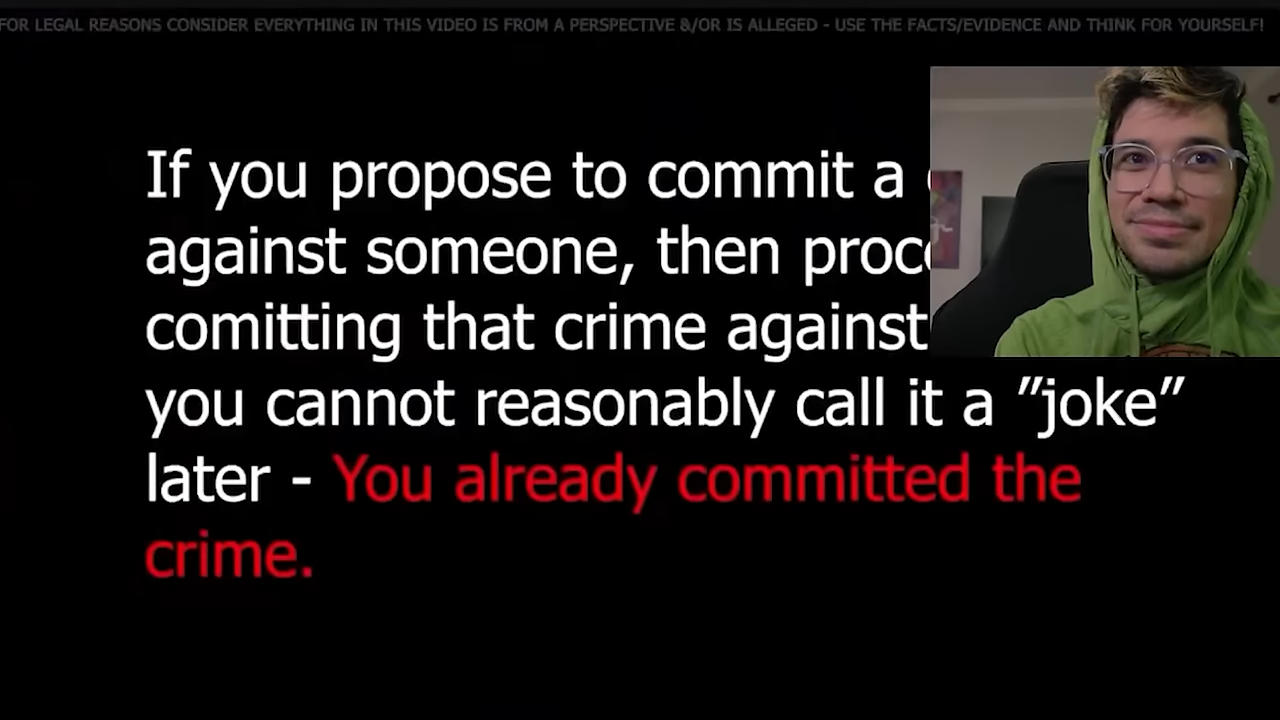 FOR LEGAL REASONS CONSIDER EVERYTHING IN THIS VIDEO IS FROM A PERSPECTIVE &/OR IS ALLEGED - USE THE FACTS/EVIDENCE AND THINK FOR YOURSELF!
If you propose to commit a
against someone, then
comitting that crime against
you cannot reasonably call it a ”joke”
later - You already committed the
crime.